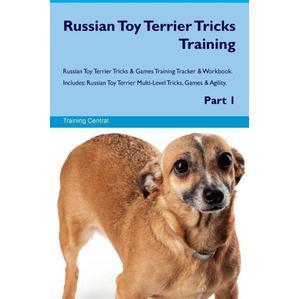 Russian Toy Terrier Tricks
Training
Russian Toy Terrier Tricks & Games Training Tracker & Workbook.
Includes: Russian Toy Terrier Multi-Level Tricks, Games & Agility.
Part 1
Training Central